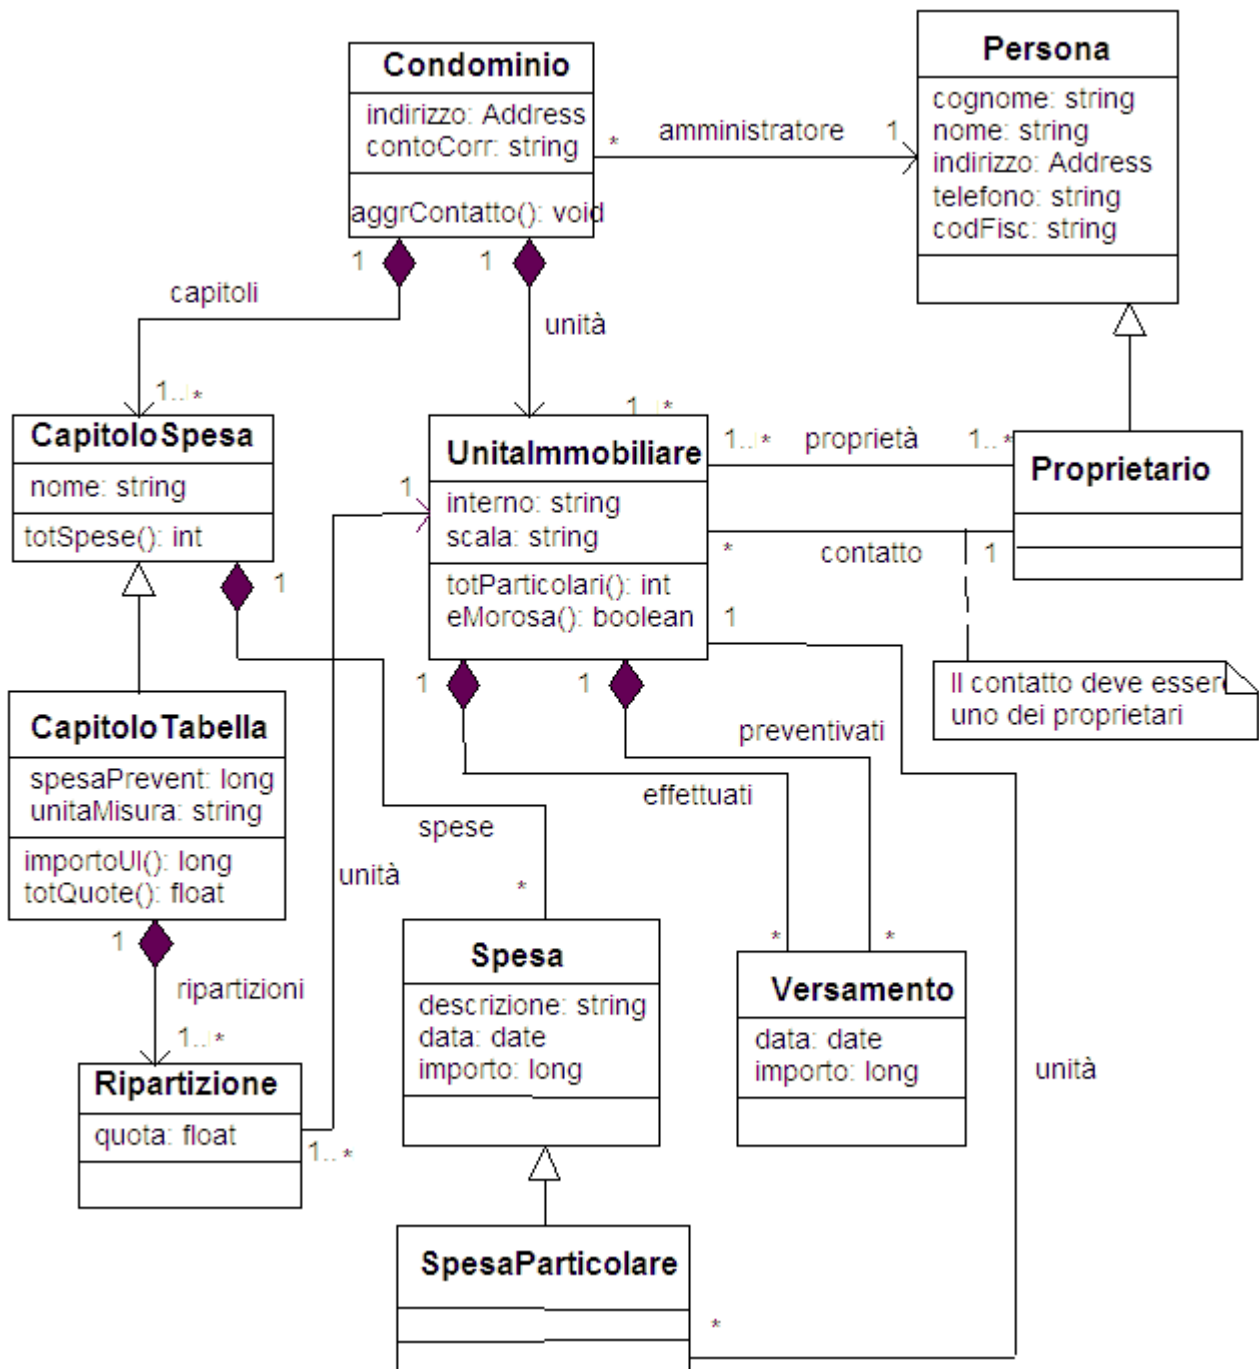 Condominio
indirizzo: Address
contoCorr: string
aggrContatto(): void
Persona
cognome: string
nome: string
indirizzo: Address
telefono: string
codFisc: string
* amministratore 1
1
1
capitoli
unità
1..*
1..*
CapitoloSpesa
nome: string
totSpese(): int
UnitaImmobiliare
interno: string
scala: string
totParticolari(): int
eMorosa(): boolean
1..* proprietà 1..*
* contatto 1
Proprietario
1
1
1
Il contatto deve essere
uno dei proprietari
1
1
preventivati
effettuati
CapitoloTabella
spesaPrevent: long
unitaMisura: string
importoUI(): long
totQuote(): float
spese
unità
*
*
*
1
ripartizioni
1..*
Ripartizione
quota: float
1..*
Spesa
descrizione: string
data: date
importo: long
Versamento
data: date
importo: long
unità
SpesaParticolare
*